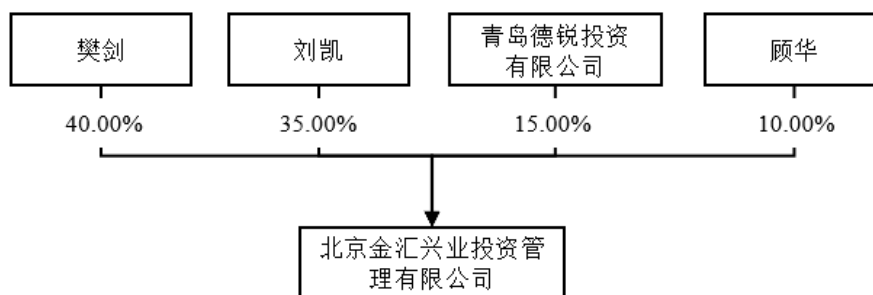 樊剑
刘凯
青岛德锐投资
有限公司
顾华
40.00%
35.00%
15.00%
10.00%
北京金汇兴业投资管
理有限公司